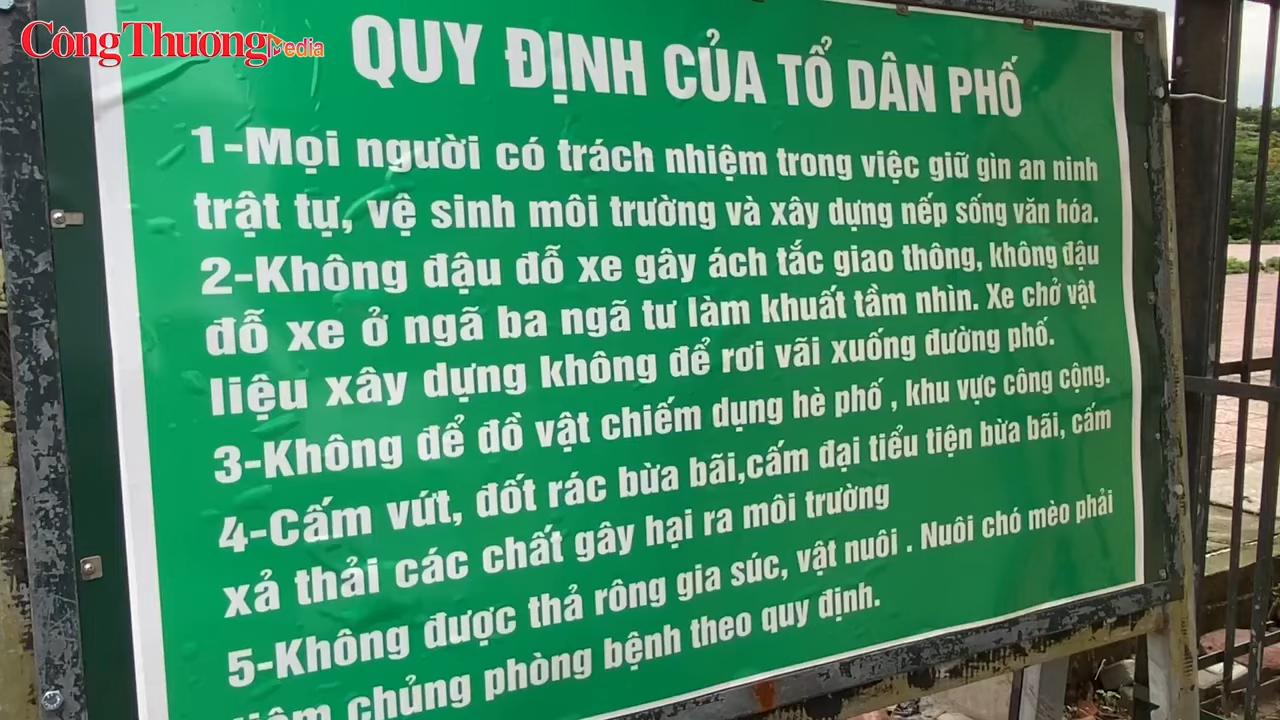 CôngThương Media
QUY ĐỊNH CỦA TỔ DÂN PHỐ
1-Mọi người có trách nhiệm trong việc giữ gìn an ninh
trật tự, vệ sinh môi trường và xây dựng nếp sống văn hóa.
2-Không đậu đỗ xe gây ách tắc giao thông, không đậu
đỗ xe ở ngã ba ngã tư làm khuất tầm nhìn. Xe chở vật
liệu xây dựng không để rơi vãi xuống đường phố.
3-Không để đồ vật chiếm dụng hè phố , khu vực công cộng.
4-Cấm vứt, đốt rác bừa bãi,cấm đại tiểu tiện bừa bãi, cấm
xả thải các chất gây hại ra môi trường
5-Không được thả rông gia súc, vật nuôi . Nuôi chó mèo phải
tiêm chủng phòng bệnh theo quy định.